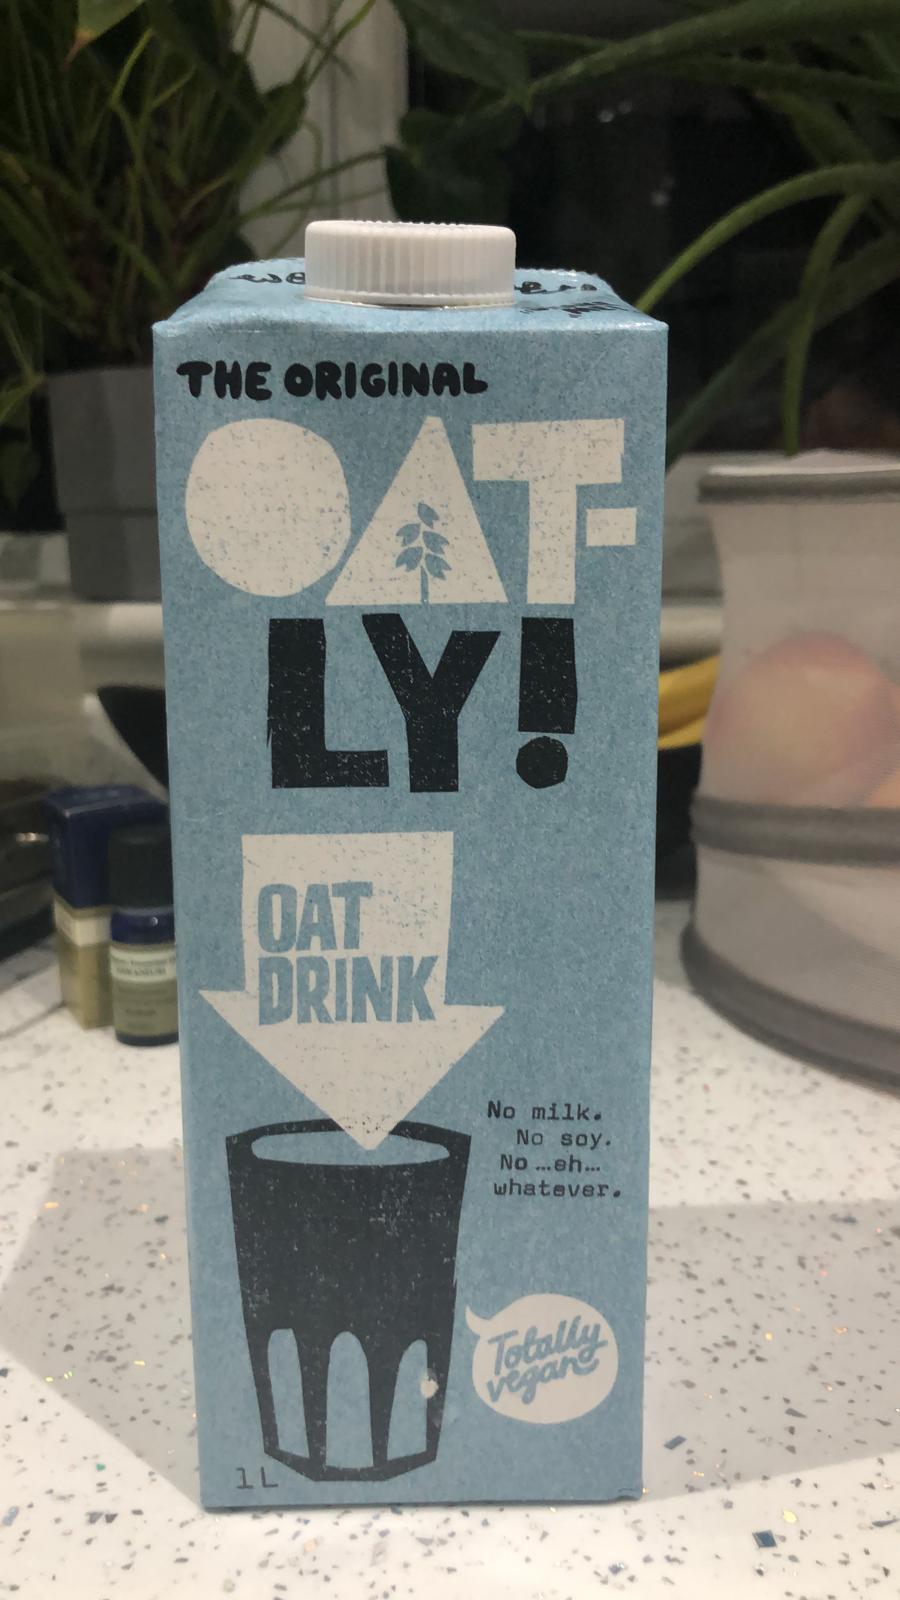 THE ORIGINAL
OAT-
LY!
OAT
DRINK
No milk.
No soy.
No …eh…
whatever.
Totally
vegan
1L